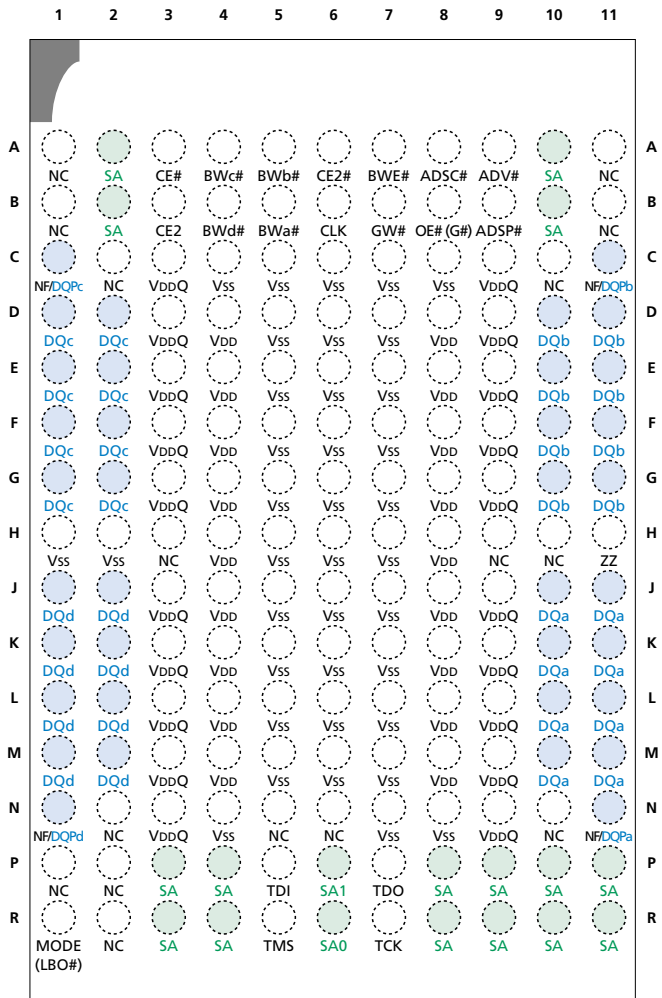 1 2 3 4 5 6 7 8 9 10 11
A A
NC SA CE# BWc# BWb# CE2# BWE# ADSC# ADV# SA NC
B B
NC SA CE2 BWd# BWa# CLK GW# OE# (G#) ADSP# SA NC
C C
NF/DQPc NC VDDQ Vss Vss Vss Vss Vss VDDQ NC NF/DQPb
D D
DQc DQc VDDQ VDD Vss Vss Vss VDD VDDQ DQb DQb
E E
DQc DQc VDDQ VDD Vss Vss Vss VDD VDDQ DQb DQb
F F
DQc DQc VDDQ VDD Vss Vss Vss VDD VDDQ DQb DQb
G G
DQc DQc VDDQ VDD Vss Vss Vss VDD VDDQ DQb DQb
H H
Vss Vss NC VDD Vss Vss Vss VDD NC NC ZZ
J J
DQd DQd VDDQ VDD Vss Vss Vss VDD VDDQ DQa DQa
K K
DQd DQd VDDQ VDD Vss Vss Vss VDD VDDQ DQa DQa
L L
DQd DQd VDDQ VDD Vss Vss Vss VDD VDDQ DQa DQa
M M
DQd DQd VDDQ VDD Vss Vss Vss VDD VDDQ DQa DQa
N N
NF/DQPd NC VDDQ Vss NC NC Vss Vss VDDQ NC NF/DQPa
P P
NC NC SA SA TDI SA1 TDO SA SA SA SA
R R
MODE NC SA SA TMS SA0 TCK SA SA SA SA
(LBO#)